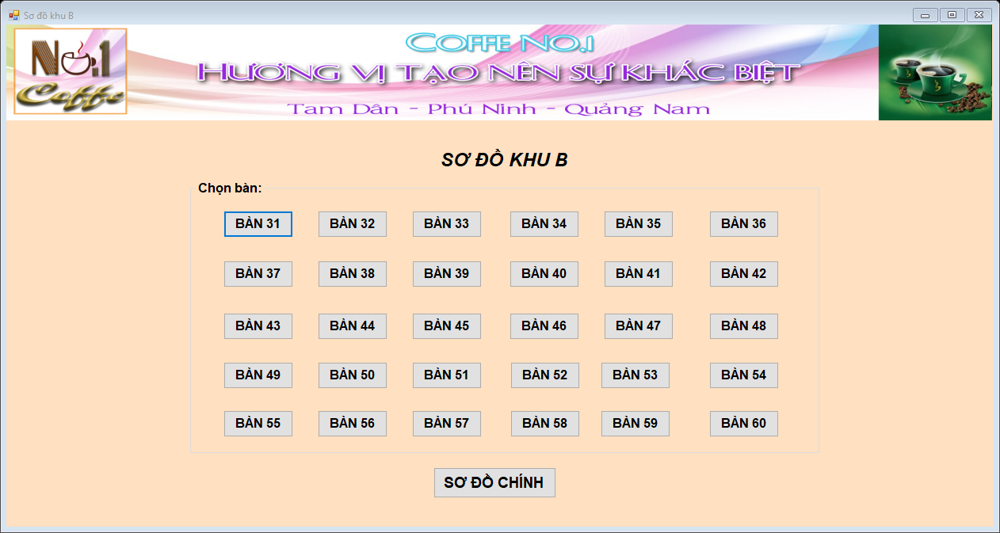 Sơ đồ khu B
No.1
Coffe
COFFE NO.1
HƯƠNG VỊ TẠO NÊN SỰ KHÁC BIỆT
Tam Dân - Phú Ninh - Quảng Nam
SƠ ĐỒ KHU B
Chọn bàn:
BÀN 31 BÀN 32 BÀN 33 BÀN 34 BÀN 35 BÀN 36
BÀN 37 BÀN 38 BÀN 39 BÀN 40 BÀN 41 BÀN 42
BÀN 43 BÀN 44 BÀN 45 BÀN 46 BÀN 47 BÀN 48
BÀN 49 BÀN 50 BÀN 51 BÀN 52 BÀN 53 BÀN 54
BÀN 55 BÀN 56 BÀN 57 BÀN 58 BÀN 59 BÀN 60
SƠ ĐỒ CHÍNH